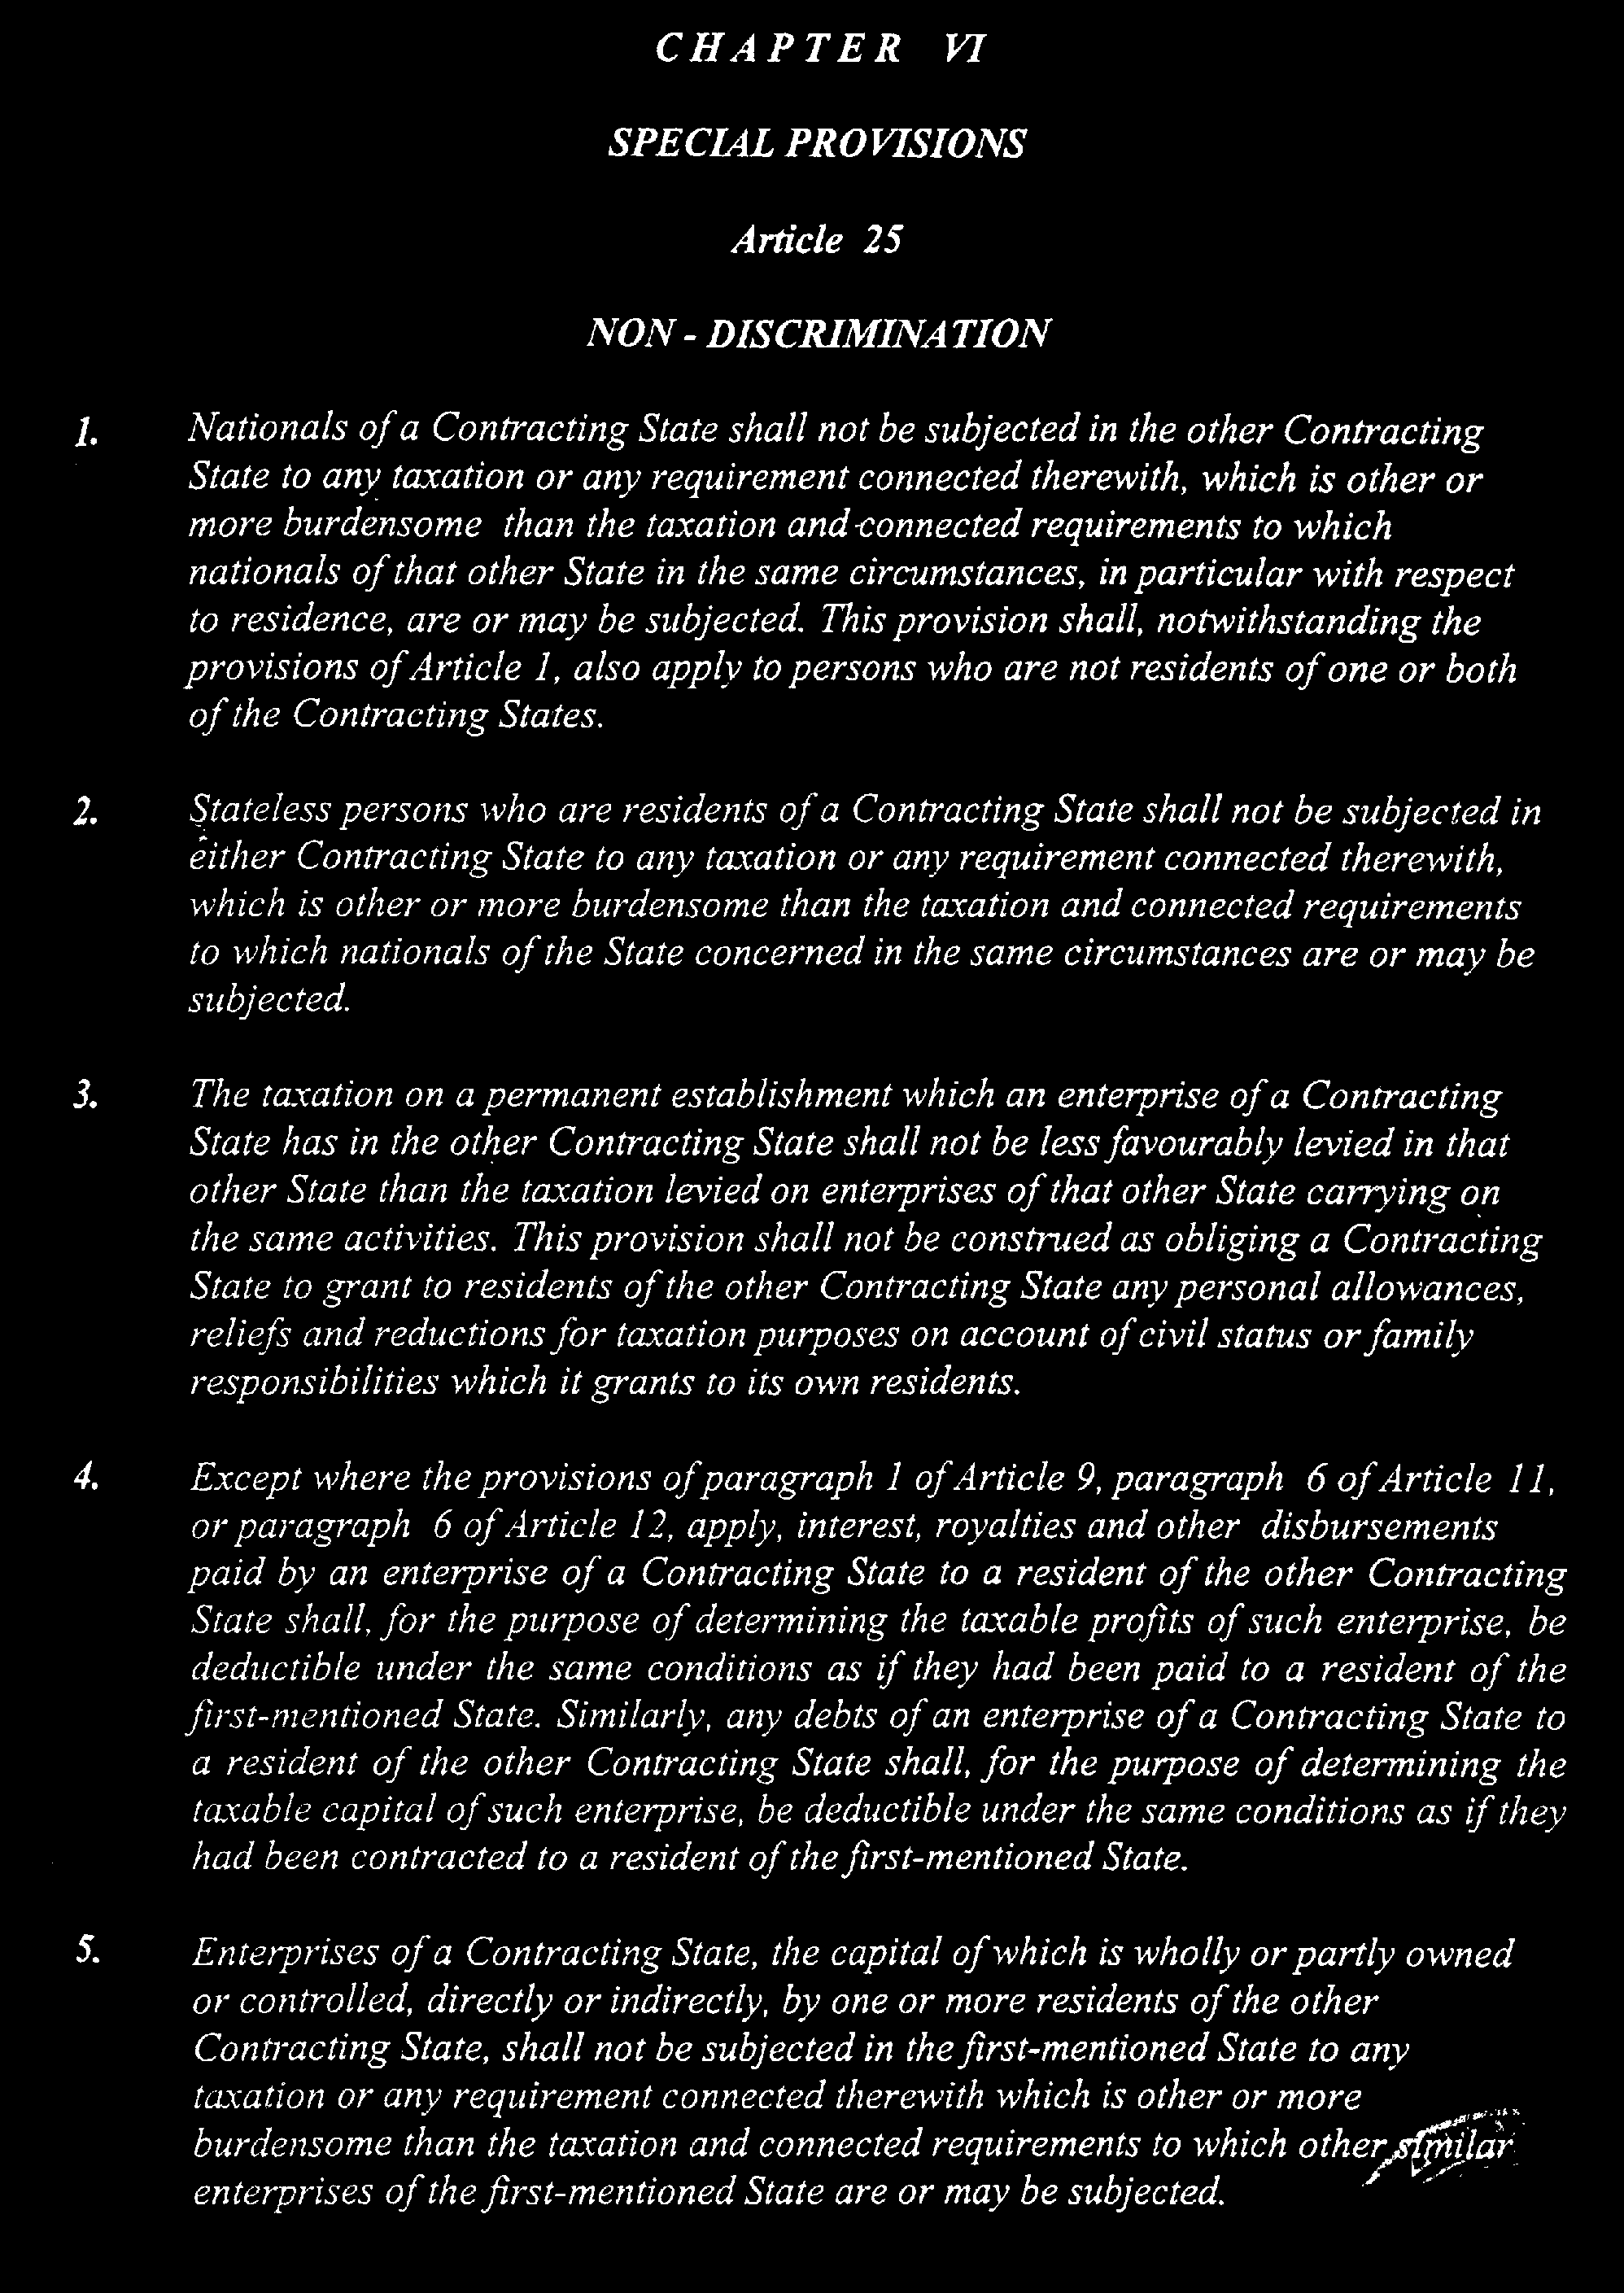 CHAPTER VI
SPECIAL PROVISIONS
Article 25
NON - DISCRIMINATION
1. Nationals of a Contracting State shall not be subjected in the other Contracting
State to any taxation or any requirement connected therewith, which is other or
more burdensome than the taxation and connected requirements to which
nationals of that other State in the same circumstances, in particular with respect
to residence, are or may be subjected. This provision shall, notwithstanding the
provisions of Article 1, also apply to persons who are not residents of one or both
of the Contracting States.
2. Stateless persons who are residents of a Contracting State shall not be subjected in
either Contracting State to any taxation or any requirement connected therewith,
which is other or more burdensome than the taxation and connected requirements
to which nationals of the State concerned in the same circumstances are or may be
subjected.
3. The taxation on a permanent establishment which an enterprise of a Contracting
State has in the other Contracting State shall not be less favourably levied in that
other State than the taxation levied on enterprises of that other State carrying on
the same activities. This provision shall not be construed as obliging a Contracting
State to grant to residents of the other Contracting State any personal allowances,
reliefs and reductions for taxation purposes on account of civil status or family
responsibilities which it grants to its own residents.
4. Except where the provisions of paragraph 1 of Article 9, paragraph 6 of Article 11,
or paragraph 6 of Article 12, apply, interest, royalties and other disbursements
paid by an enterprise of a Contracting State to a resident of the other Contracting
State shall, for the purpose of determining the taxable profits of such enterprise, be
deductible under the same conditions as if they had been paid to a resident of the
first-mentioned State. Similarly, any debts of an enterprise of a Contracting State to
a resident of the other Contracting State shall, for the purpose of determining the
taxable capital of such enterprise, be deductible under the same conditions as if they
had been contracted to a resident of the first-mentioned State.
5. Enterprises of a Contracting State, the capital of which is wholly or partly owned
or controlled, directly or indirectly, by one or more residents of the other
Contracting State, shall not be subjected in the first-mentioned State to any
taxation or any requirement connected therewith which is other or more
burdensome than the taxation and connected requirements to which other similar
enterprises of the first-mentioned State are or may be subjected.